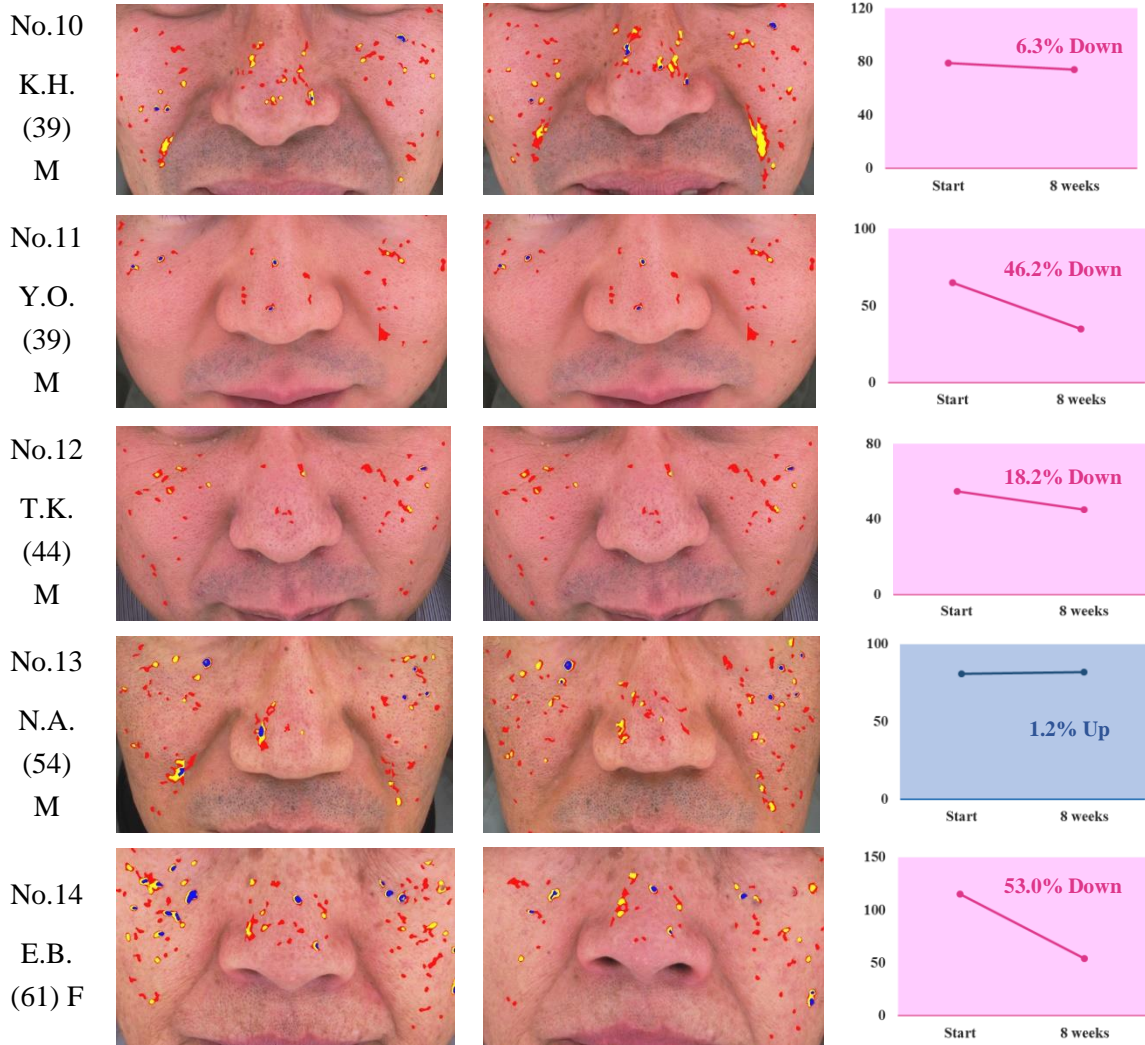 No.10
K.H.
(39)
M
120
80
40
0
6.3% Down
Start 8 weeks
No.11
Y.O.
(39)
M
100
50
0
46.2% Down
Start 8 weeks
No.12
T.K.
(44)
M
80
40
0
18.2% Down
Start 8 weeks
No.13
N.A.
(54)
M
100
50
0
1.2% Up
Start 8 weeks
No.14
E.B.
(61) F
150
100
50
0
53.0% Down
Start 8 weeks